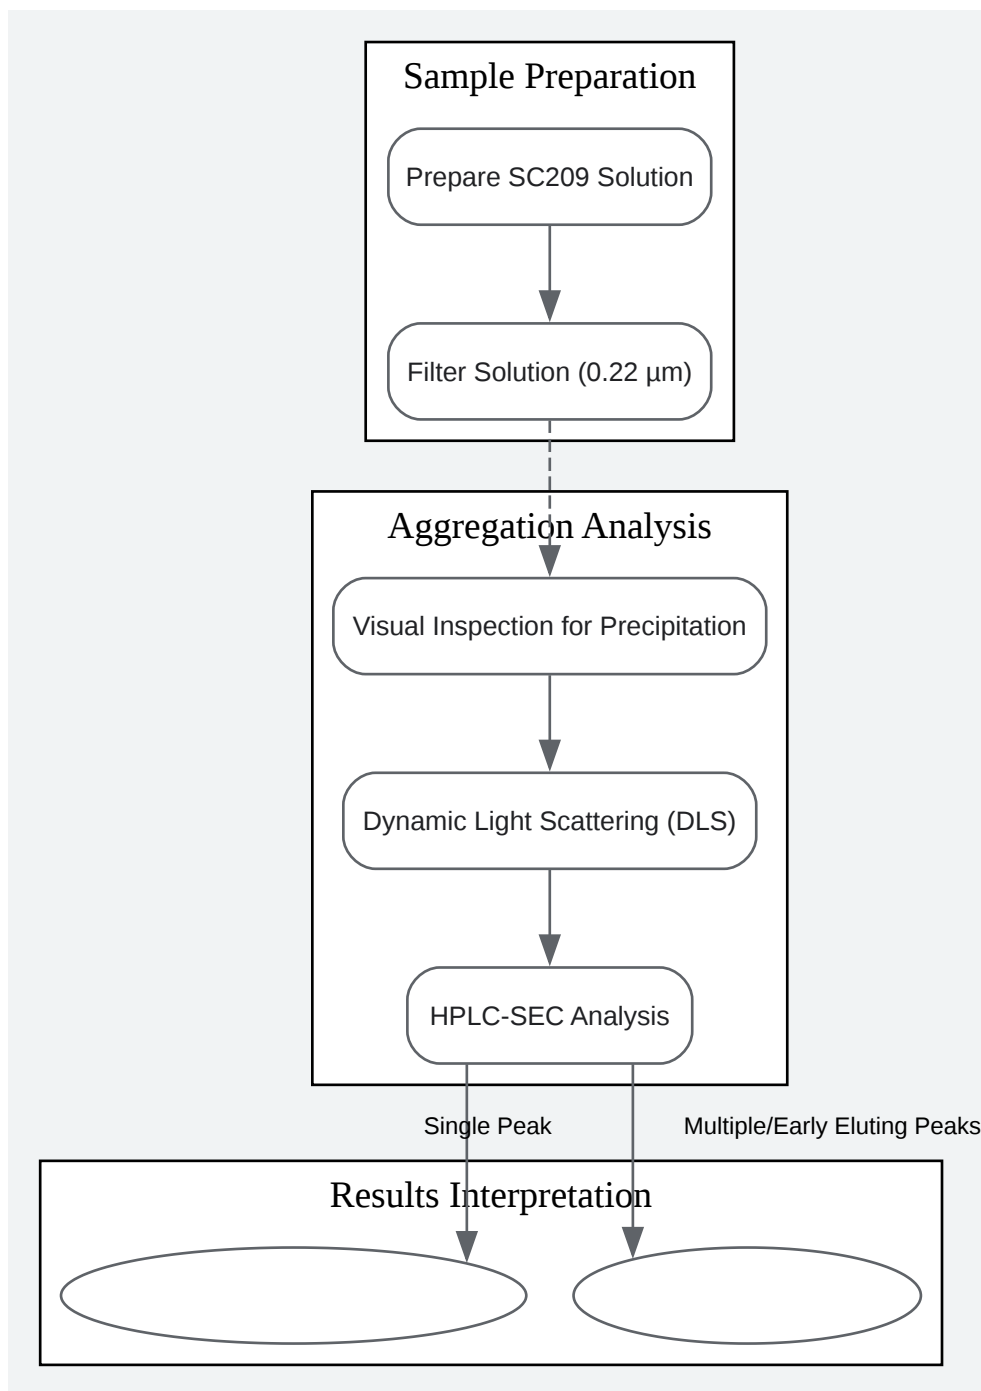 Sample Preparation
Prepare SC209 Solution
Filter Solution (0.22 µm)
Aggregation Analysis
Visual Inspection for Precipitation
Dynamic Light Scattering (DLS)
HPLC-SEC Analysis
Single Peak
Multiple/Early Eluting Peaks
Results Interpretation